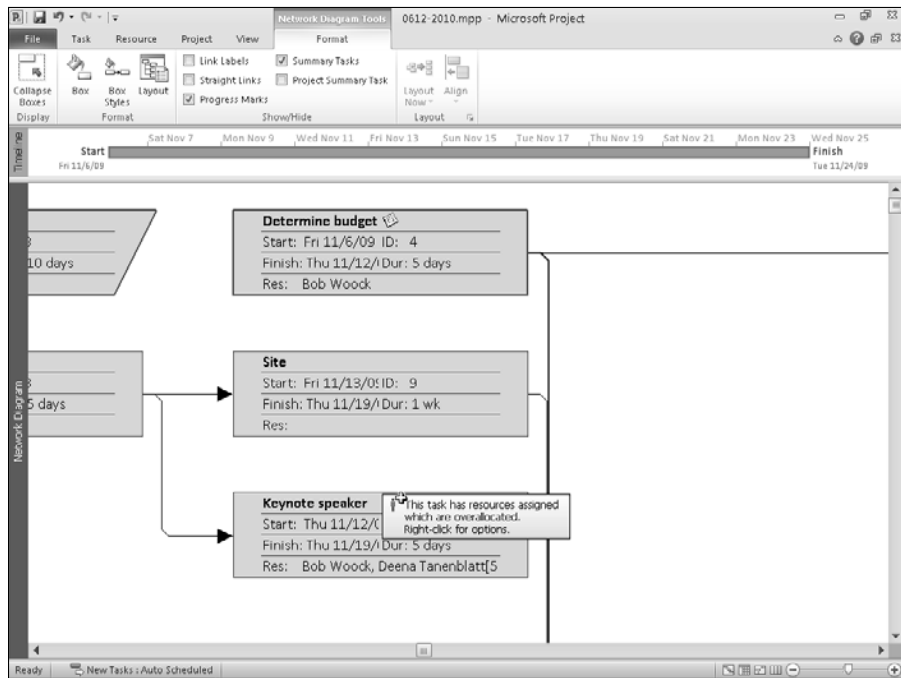 Network Diagram Tools
0612-2010.mpp - Microsoft Project
File Task Resource Project View Format
Collapse Boxes
Display
Box
Box Styles
Layout
Format
Link Labels
Straight Links
Progress Marks
Summary Tasks
Project Summary Task
Show/Hide
Layout Now
Align
Layout
Timeline
Sat Nov 7 Mon Nov 9 Wed Nov 11 Fri Nov 13 Sun Nov 15 Tue Nov 17 Thu Nov 19 Sat Nov 21 Mon Nov 23 Wed Nov 25
Start
Fri 11/6/09
Finish
Tue 11/24/09
Network Diagram
10 days
Determine budget
Start: Fri 11/6/09 ID: 4
Finish: Thu 11/12/ Dur: 5 days
Res: Bob Woock
5 days
Site
Start: Fri 11/13/09 ID: 9
Finish: Thu 11/19/ Dur: 1 wk
Res:
Keynote speaker
Start: Thu 11/12/
Finish: Thu 11/19/ Dur: 5 days
Res: Bob Woock, Deena Tanenblatt[5
This task has resources assigned
which are overallocated.
Right-click for options.
Ready
New Tasks : Auto Scheduled